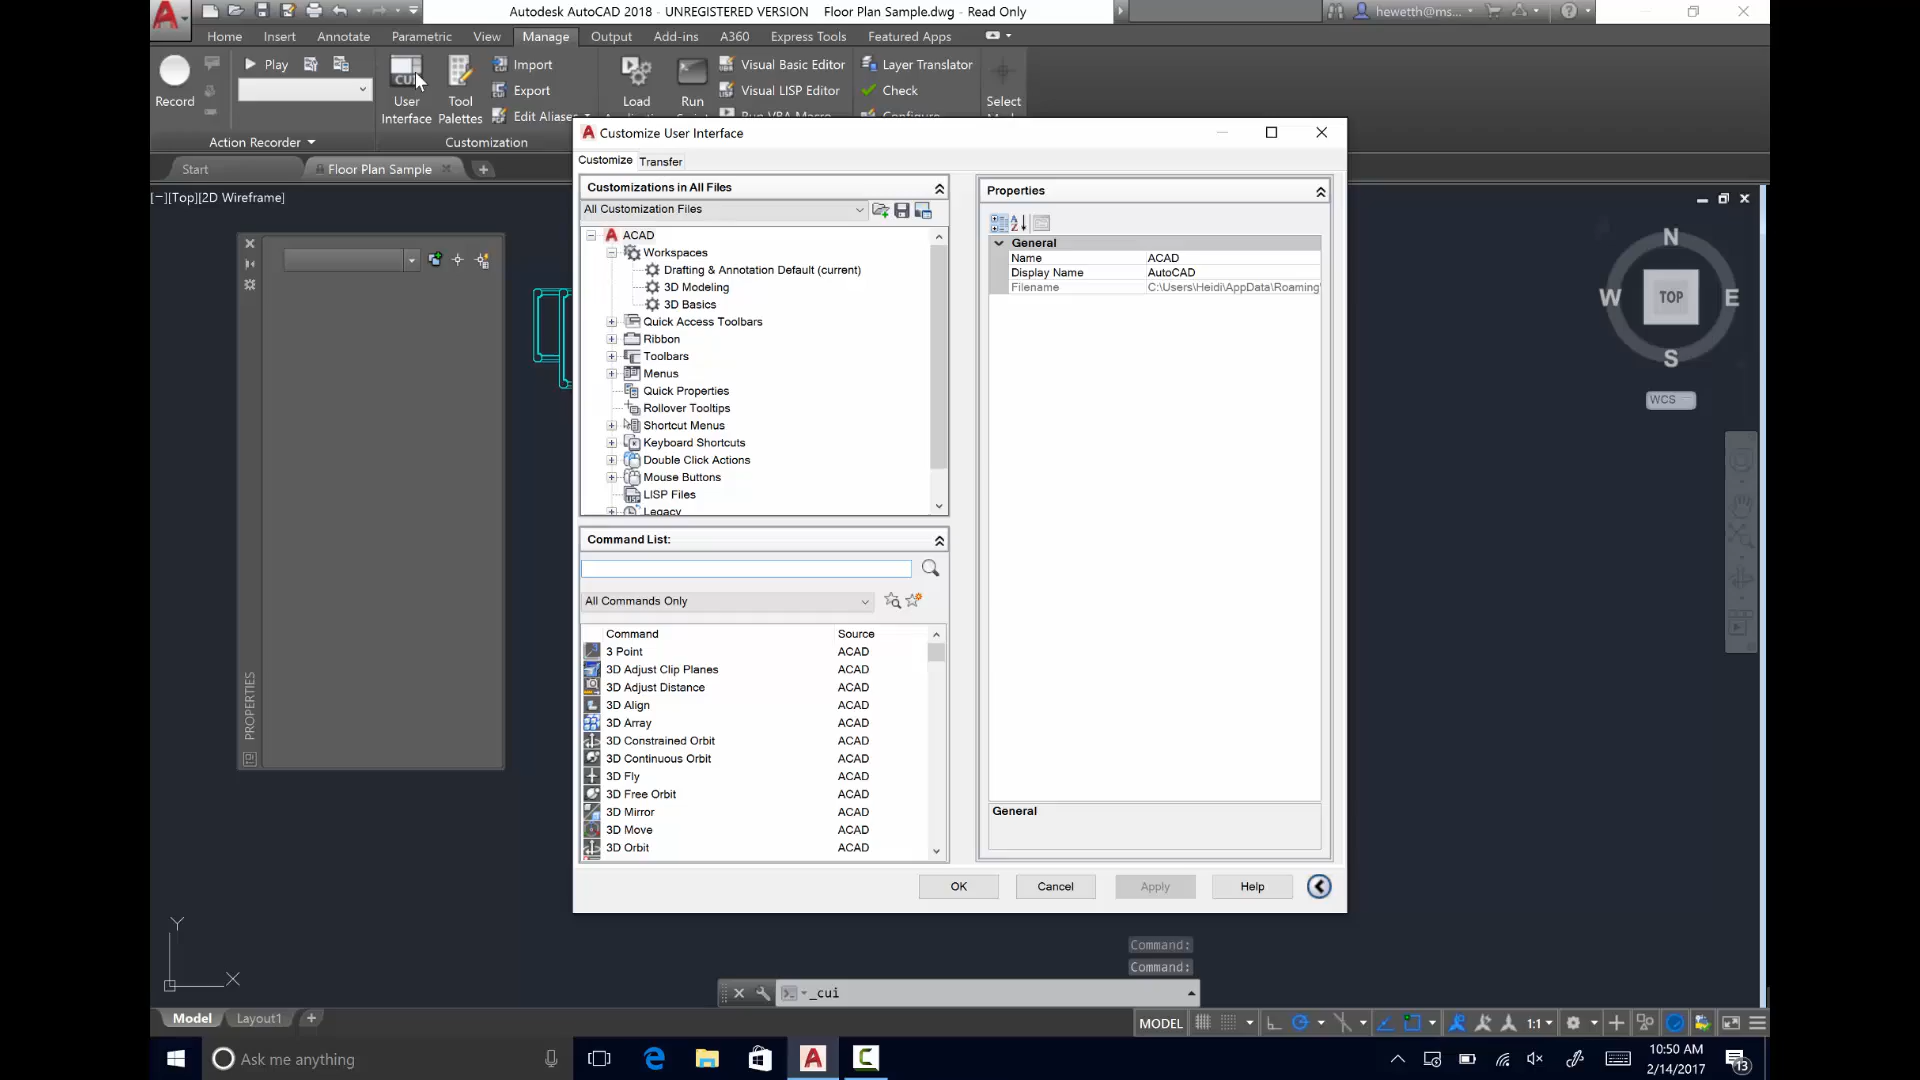 Autodesk AutoCAD 2018 - UNREGISTERED VERSION Floor Plan Sample.dwg - Read Only
hewetth@ms...
Home Insert Annotate Parametric View Manage Output Add-ins A360 Express Tools Featured Apps
Record
Play
CUI
User Interface
Tool Palettes
Import
Export
Edit Aliases
Load
Run
Visual Basic Editor
Visual LISP Editor
Run VBA Macro
Layer Translator
Check
Configure
Select
Action Recorder
Customization
Start
Floor Plan Sample
[−][Top][2D Wireframe]
PROPERTIES
Customize User Interface
Customize Transfer
Customizations in All Files
All Customization Files
ACAD
Workspaces
Drafting & Annotation Default (current)
3D Modeling
3D Basics
Quick Access Toolbars
Ribbon
Toolbars
Menus
Quick Properties
Rollover Tooltips
Shortcut Menus
Keyboard Shortcuts
Double Click Actions
Mouse Buttons
LISP Files
Legacy
Command List:
All Commands Only
Command Source
3 Point ACAD
3D Adjust Clip Planes ACAD
3D Adjust Distance ACAD
3D Align ACAD
3D Array ACAD
3D Constrained Orbit ACAD
3D Continuous Orbit ACAD
3D Fly ACAD
3D Free Orbit ACAD
3D Mirror ACAD
3D Move ACAD
3D Orbit ACAD
Properties
General
Name ACAD
Display Name AutoCAD
Filename C:\Users\Heidi\AppData\Roaming
General
OK Cancel Apply Help
N
W TOP E
S
WCS
Y
X
Command:
Command:
_cui
Model Layout1
MODEL 1:1
Ask me anything
10:50 AM
2/14/2017
13